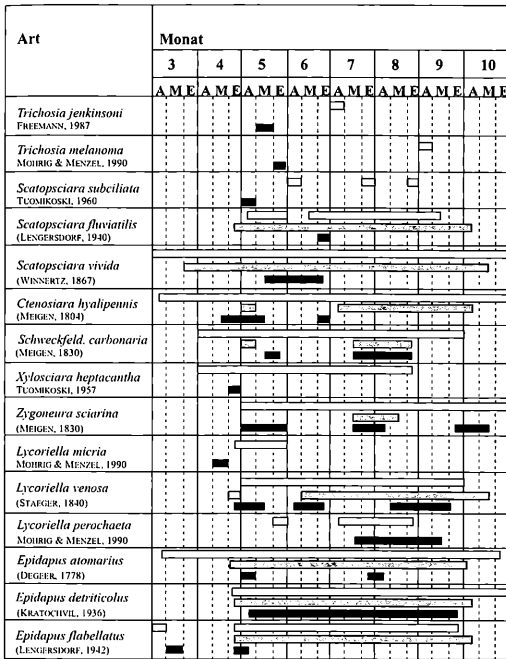 Art
Monat
3 4 5 6 7 8 9 10
A M E A M E A M E A M E A M E A M E A M E A M
Trichosia jenkinsoni
FREEMANN, 1987
Trichosia melanoma
MOHRIG & MENZEL, 1990
Scatopsciara subciliata
TUOMIKOSKI, 1960
Scatopsciara fluviatilis
(LENGERSDORF, 1940)
Scatopsciara vivida
(WINNERTZ, 1867)
Ctenosiara hyalipennis
(MEIGEN, 1804)
Schweckfeld. carbonaria
(MEIGEN, 1830)
Xylosciara heptacantha
TUOMIKOSKI, 1957
Zygoneura sciarina
(MEIGEN, 1830)
Lycoriella micria
MOHRIG & MENZEL, 1990
Lycoriella venosa
(STAEGER, 1840)
Lycoriella perochaeta
MOHRIG & MENZEL, 1990
Epidapus atomarius
(DEGEER, 1778)
Epidapus detriticolus
(KRATOCHVIL, 1936)
Epidapus flabellatus
(LENGERSDORF, 1942)